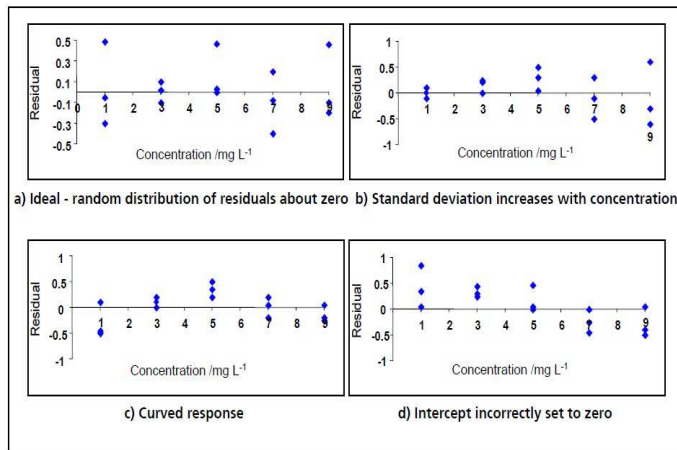 0.5
0.3
0.1
-0.1
-0.3
-0.5
Residual
0 1 3 5 7 9
Concentration /mg L-1
a) Ideal - random distribution of residuals about zero
1
0.5
0
-0.5
-1
Residual
1 3 5 7 9
Concentration /mg L-1
b) Standard deviation increases with concentration
1
0.5
0
-0.5
-1
Residual
1 2 3 4 5 6 7 8 9
Concentration /mg L-1
c) Curved response
1
0.5
0
-0.5
-1
Residual
1 2 3 4 5 6 7 8 9
Concentration /mg L-1
d) Intercept incorrectly set to zero